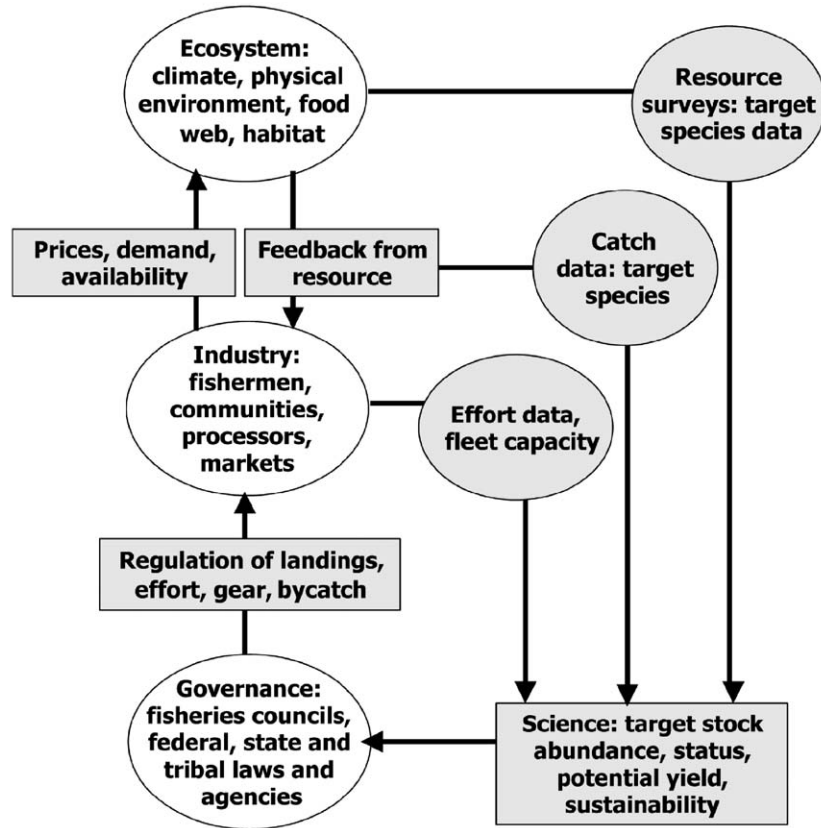 Ecosystem:
climate, physical
environment, food
web, habitat
Resource
surveys: target
species data
Prices, demand,
availability
Feedback from
resource
Catch
data: target
species
Industry:
fishermen,
communities,
processors,
markets
Effort data,
fleet capacity
Regulation of landings,
effort, gear, bycatch
Governance:
fisheries councils,
federal, state and
tribal laws and
agencies
Science: target stock
abundance, status,
potential yield,
sustainability